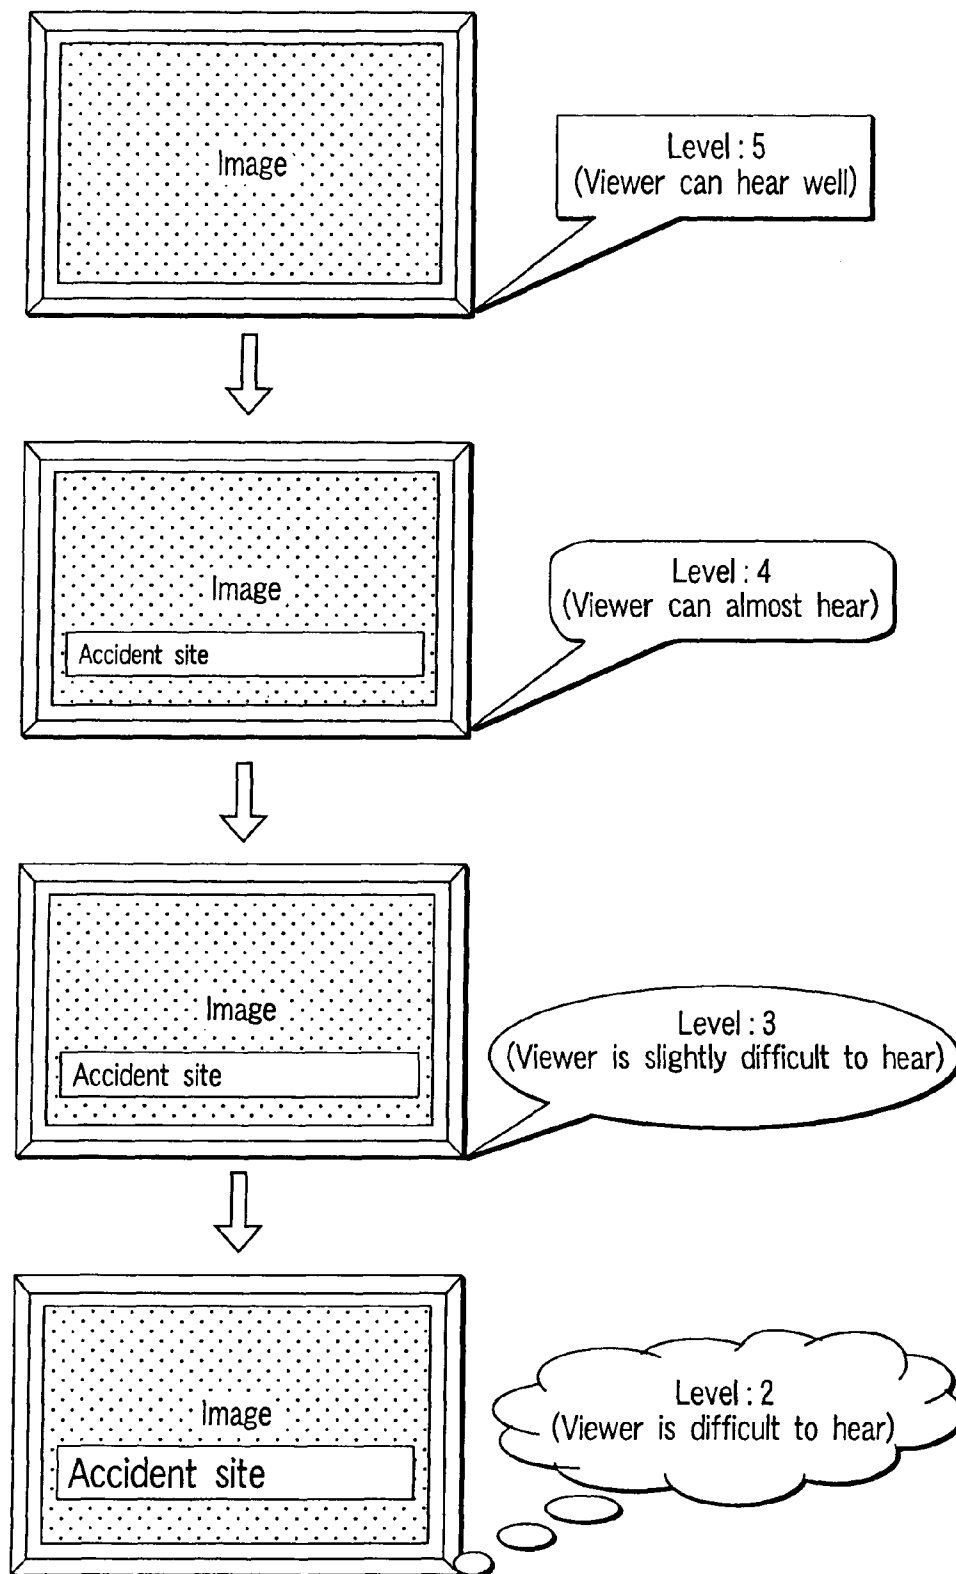 Image
Level : 5
(Viewer can hear well)
Image
Accident site
Level : 4
(Viewer can almost hear)
Image
Accident site
Level : 3
(Viewer is slightly difficult to hear)
Image
Accident site
Level : 2
(Viewer is difficult to hear)